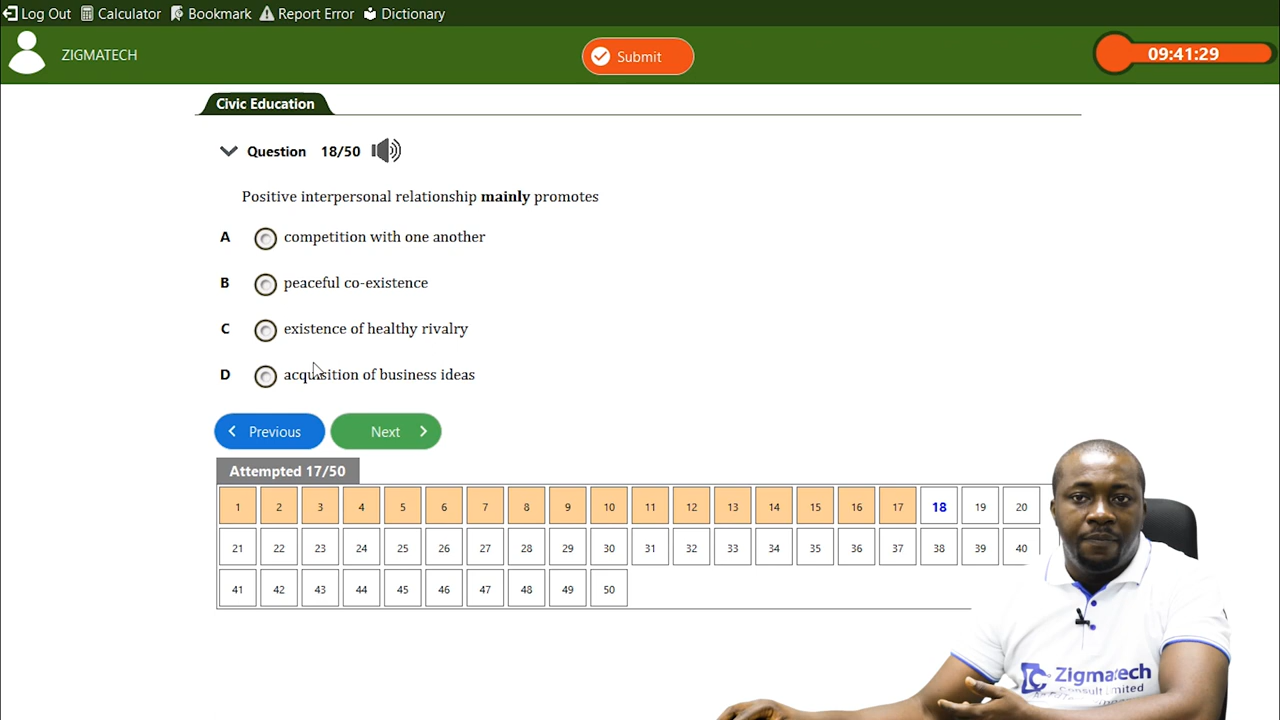 Log Out Calculator Bookmark Report Error Dictionary
ZIGMATECH
Submit
09:41:29
Civic Education
Question 18/50
Positive interpersonal relationship mainly promotes
A competition with one another
B peaceful co-existence
C existence of healthy rivalry
D acquisition of business ideas
Previous Next
Attempted 17/50
1 2 3 4 5 6 7 8 9 10 11 12 13 14 15 16 17 18 19 20
21 22 23 24 25 26 27 28 29 30 31 32 33 34 35 36 37 38 39 40
41 42 43 44 45 46 47 48 49 50
Zigmatech
Consult Limited